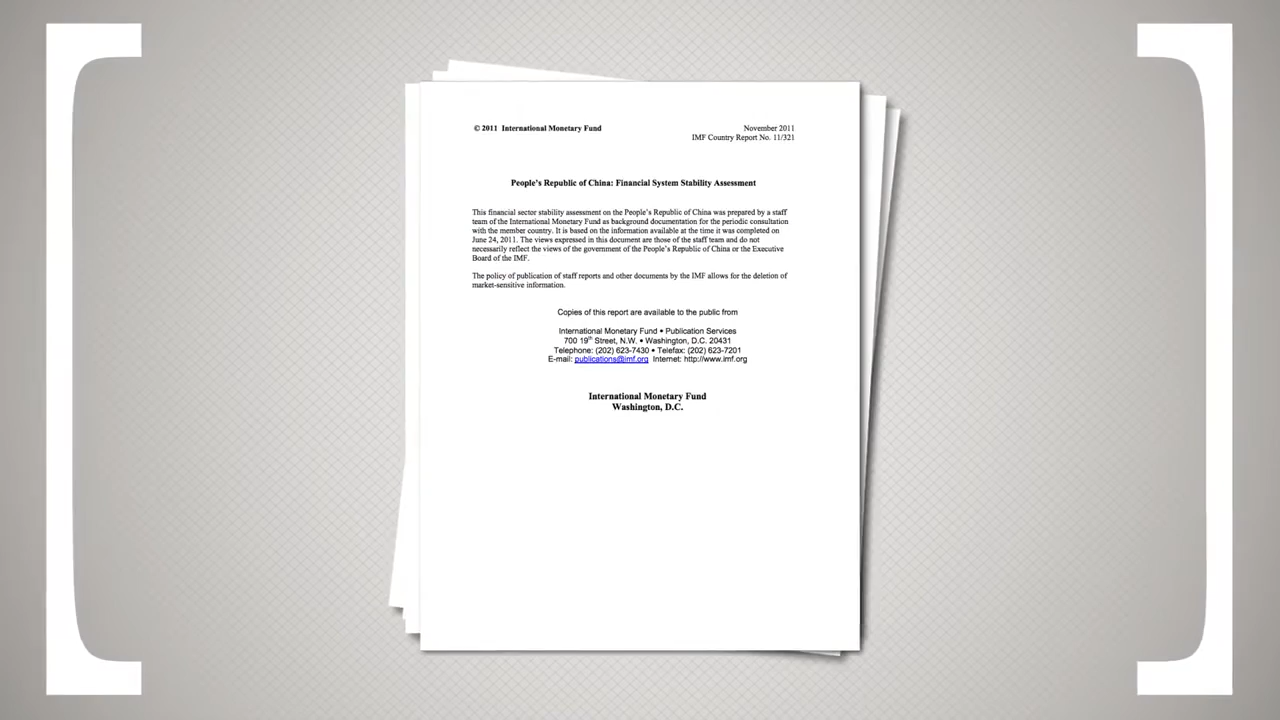 © 2011 International Monetary Fund
November 2011
IMF Country Report No. 11/321
People's Republic of China: Financial System Stability Assessment
This financial sector stability assessment on the People's Republic of China was prepared by a staff
team of the International Monetary Fund as background documentation for the periodic consultation
with the member country. It is based on the information available at the time it was completed on
June 24, 2011. The views expressed in this document are those of the staff team and do not
necessarily reflect the views of the government of the People's Republic of China or the Executive
Board of the IMF.
The policy of publication of staff reports and other documents by the IMF allows for the deletion of
market-sensitive information.
Copies of this report are available to the public from
International Monetary Fund • Publication Services
700 19th Street, N.W. • Washington, D.C. 20431
Telephone: (202) 623-7430 • Telefax: (202) 623-7201
E-mail: publications@imf.org Internet: http://www.imf.org
International Monetary Fund
Washington, D.C.